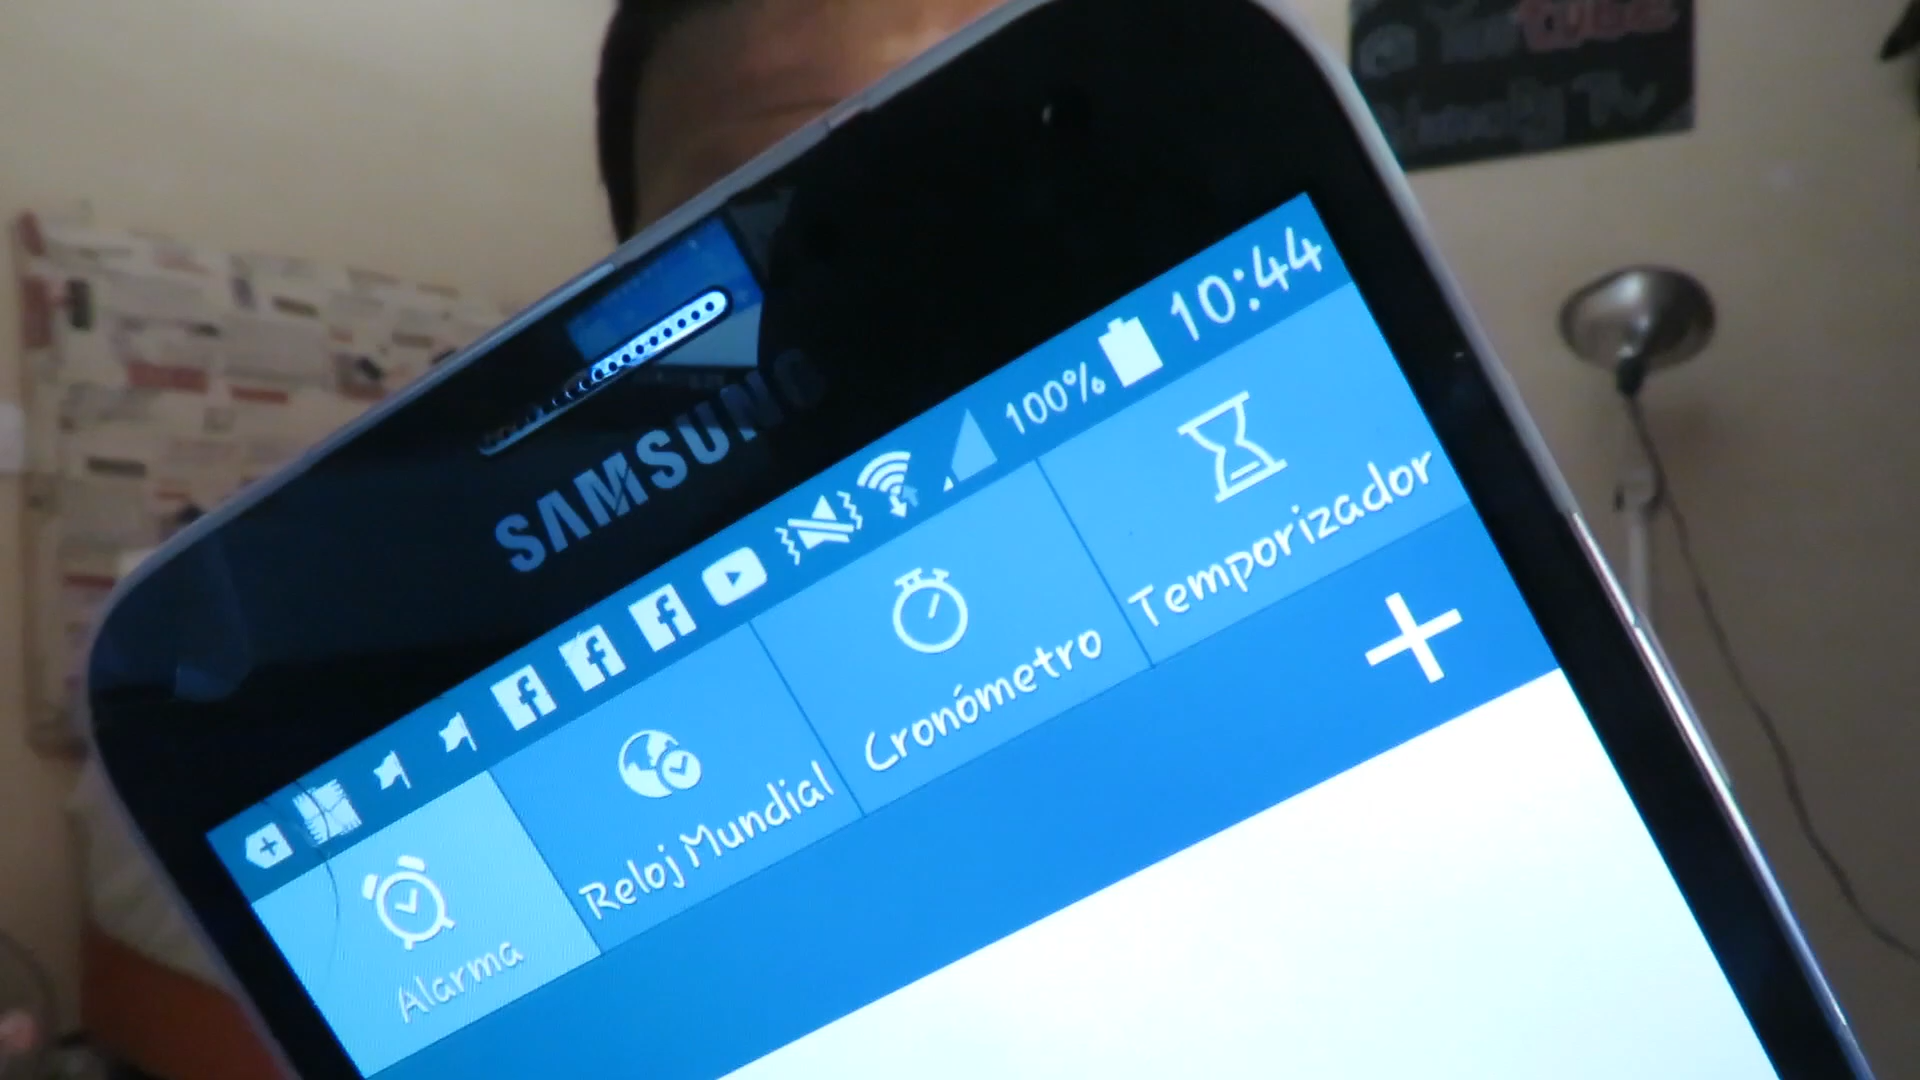 SAMSUNG
100% 10:44
Alarma
Reloj Mundial
Cronómetro
Temporizador